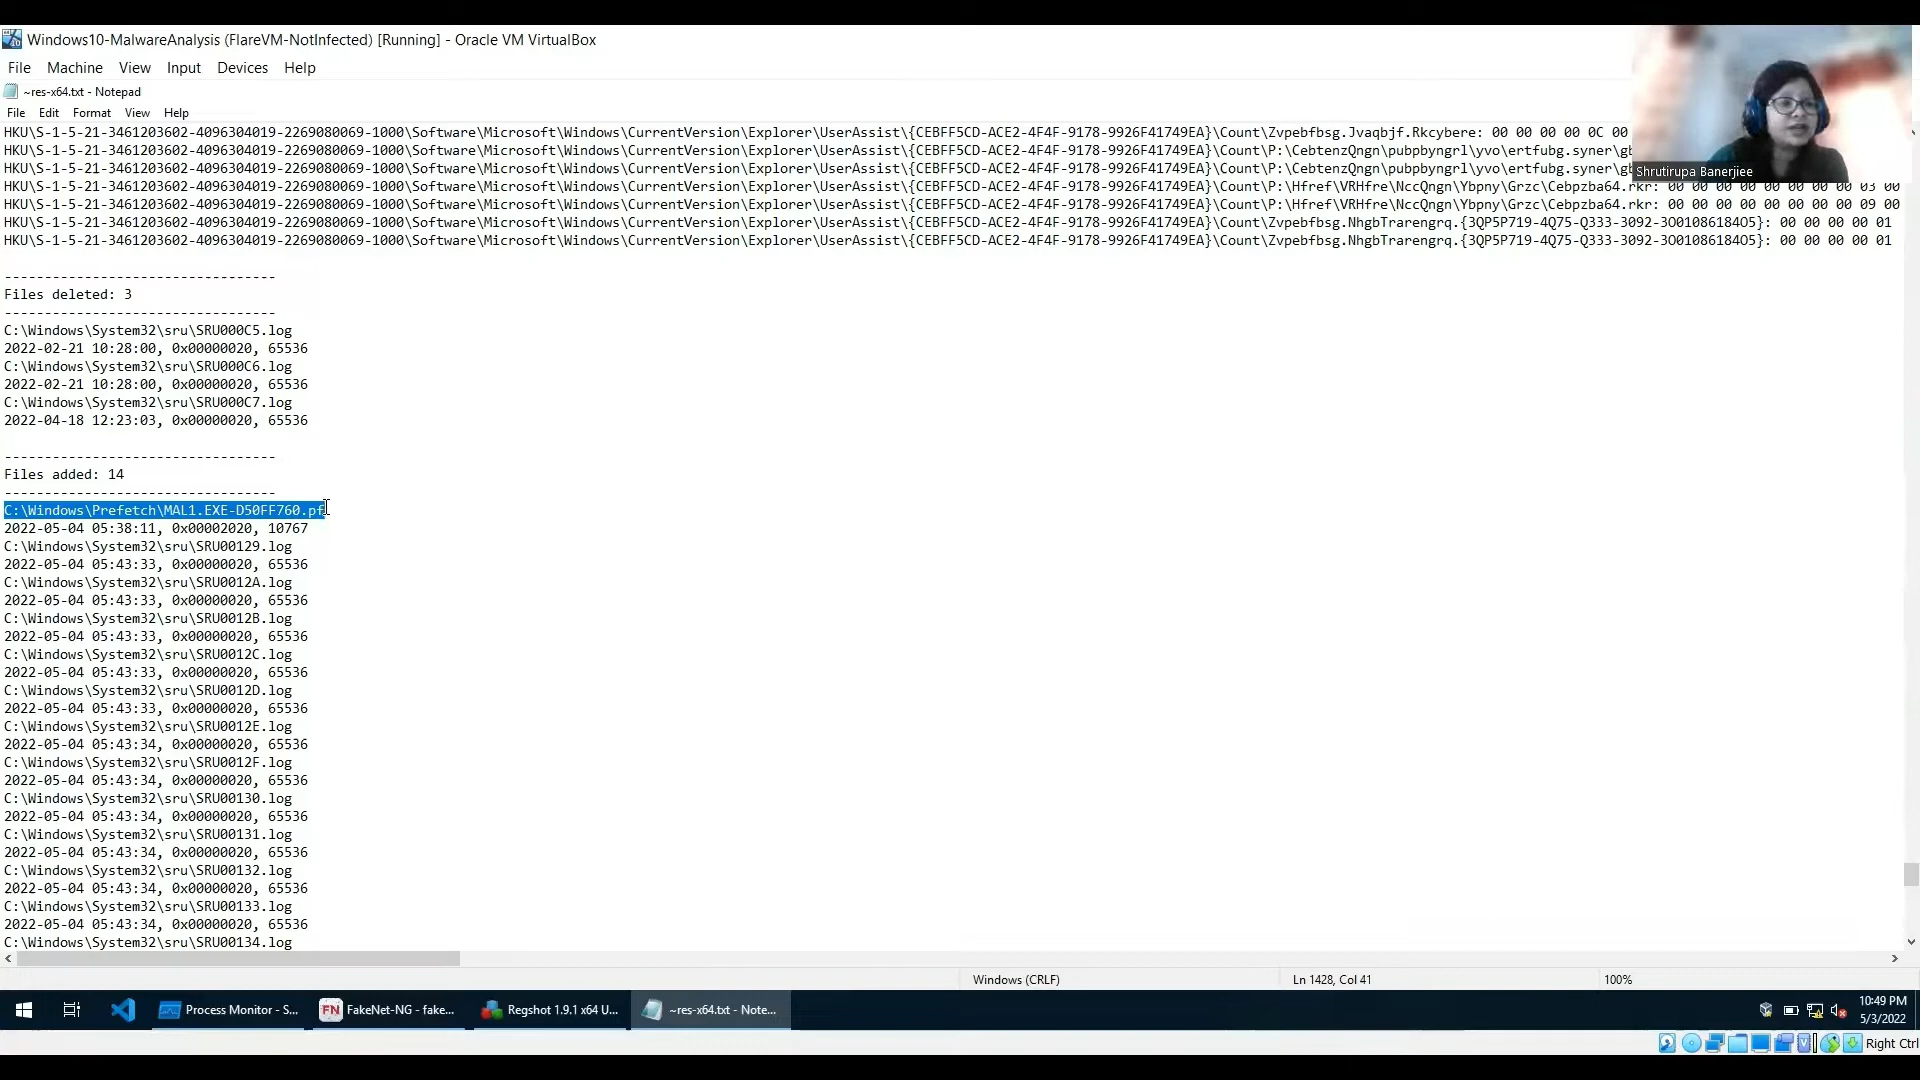 Windows10-MalwareAnalysis (FlareVM-NotInfected) [Running] - Oracle VM VirtualBox
File Machine View Input Devices Help
~res-x64.txt - Notepad
File Edit Format View Help
HKU\S-1-5-21-3461203602-4096304019-2269080069-1000\Software\Microsoft\Windows\CurrentVersion\Explorer\UserAssist\{CEBFF5CD-ACE2-4F4F-9178-9926F41749EA}\Count\Zvpebfbsg.Jvaqbjf.Rkcybere: 00 00 00 00 0C 00
HKU\S-1-5-21-3461203602-4096304019-2269080069-1000\Software\Microsoft\Windows\CurrentVersion\Explorer\UserAssist\{CEBFF5CD-ACE2-4F4F-9178-9926F41749EA}\Count\P:\CebtenzQngn\pubpbyngrl\yvo\ertfubg.syner\gb
HKU\S-1-5-21-3461203602-4096304019-2269080069-1000\Software\Microsoft\Windows\CurrentVersion\Explorer\UserAssist\{CEBFF5CD-ACE2-4F4F-9178-9926F41749EA}\Count\P:\CebtenzQngn\pubpbyngrl\yvo\ertfubg.syner\gb
HKU\S-1-5-21-3461203602-4096304019-2269080069-1000\Software\Microsoft\Windows\CurrentVersion\Explorer\UserAssist\{CEBFF5CD-ACE2-4F4F-9178-9926F41749EA}\Count\P:\Hfref\VRHfre\NccQngn\Ybpny\Grzc\Cebpzba64.rkr: 00 00 00 00 00 00 00 00 03 00
HKU\S-1-5-21-3461203602-4096304019-2269080069-1000\Software\Microsoft\Windows\CurrentVersion\Explorer\UserAssist\{CEBFF5CD-ACE2-4F4F-9178-9926F41749EA}\Count\P:\Hfref\VRHfre\NccQngn\Ybpny\Grzc\Cebpzba64.rkr: 00 00 00 00 00 00 00 00 09 00
HKU\S-1-5-21-3461203602-4096304019-2269080069-1000\Software\Microsoft\Windows\CurrentVersion\Explorer\UserAssist\{CEBFF5CD-ACE2-4F4F-9178-9926F41749EA}\Count\Zvpebfbsg.NhgbTrarengrq.{3QP5P719-4Q75-Q333-3092-3O01086184O5}: 00 00 00 00 01
HKU\S-1-5-21-3461203602-4096304019-2269080069-1000\Software\Microsoft\Windows\CurrentVersion\Explorer\UserAssist\{CEBFF5CD-ACE2-4F4F-9178-9926F41749EA}\Count\Zvpebfbsg.NhgbTrarengrq.{3QP5P719-4Q75-Q333-3092-3O01086184O5}: 00 00 00 00 01
Shrutirupa Banerjiee
----------------------------------
Files deleted: 3
----------------------------------
C:\Windows\System32\sru\SRU000C5.log
2022-02-21 10:28:00, 0x00000020, 65536
C:\Windows\System32\sru\SRU000C6.log
2022-02-21 10:28:00, 0x00000020, 65536
C:\Windows\System32\sru\SRU000C7.log
2022-04-18 12:23:03, 0x00000020, 65536
----------------------------------
Files added: 14
----------------------------------
C:\Windows\Prefetch\MAL1.EXE-D50FF760.pf
2022-05-04 05:38:11, 0x00002020, 10767
C:\Windows\System32\sru\SRU00129.log
2022-05-04 05:43:33, 0x00000020, 65536
C:\Windows\System32\sru\SRU0012A.log
2022-05-04 05:43:33, 0x00000020, 65536
C:\Windows\System32\sru\SRU0012B.log
2022-05-04 05:43:33, 0x00000020, 65536
C:\Windows\System32\sru\SRU0012C.log
2022-05-04 05:43:33, 0x00000020, 65536
C:\Windows\System32\sru\SRU0012D.log
2022-05-04 05:43:33, 0x00000020, 65536
C:\Windows\System32\sru\SRU0012E.log
2022-05-04 05:43:34, 0x00000020, 65536
C:\Windows\System32\sru\SRU0012F.log
2022-05-04 05:43:34, 0x00000020, 65536
C:\Windows\System32\sru\SRU00130.log
2022-05-04 05:43:34, 0x00000020, 65536
C:\Windows\System32\sru\SRU00131.log
2022-05-04 05:43:34, 0x00000020, 65536
C:\Windows\System32\sru\SRU00132.log
2022-05-04 05:43:34, 0x00000020, 65536
C:\Windows\System32\sru\SRU00133.log
2022-05-04 05:43:34, 0x00000020, 65536
C:\Windows\System32\sru\SRU00134.log
Windows (CRLF) Ln 1428, Col 41 100%
Process Monitor - S... FN FakeNet-NG - fake... Regshot 1.9.1 x64 U... ~res-x64.txt - Note... 10:49 PM
5/3/2022
Right Ctrl